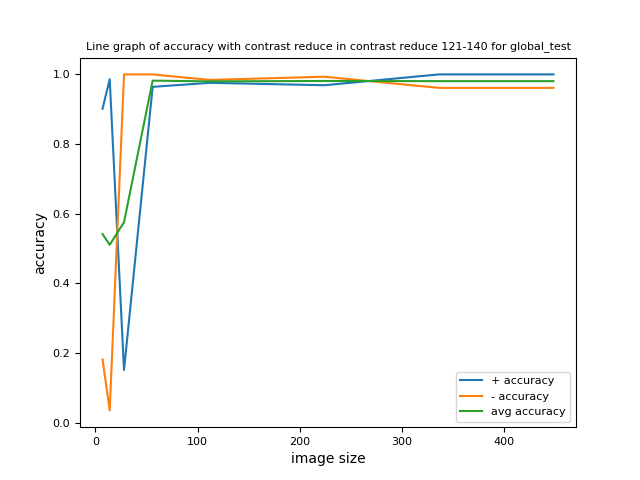 Line graph of accuracy with contrast reduce in contrast reduce 121-140 for global_test
accuracy
1.0
0.8
0.6
0.4
0.2
0.0
+ accuracy
- accuracy
avg accuracy
0 100 200 300 400
image size